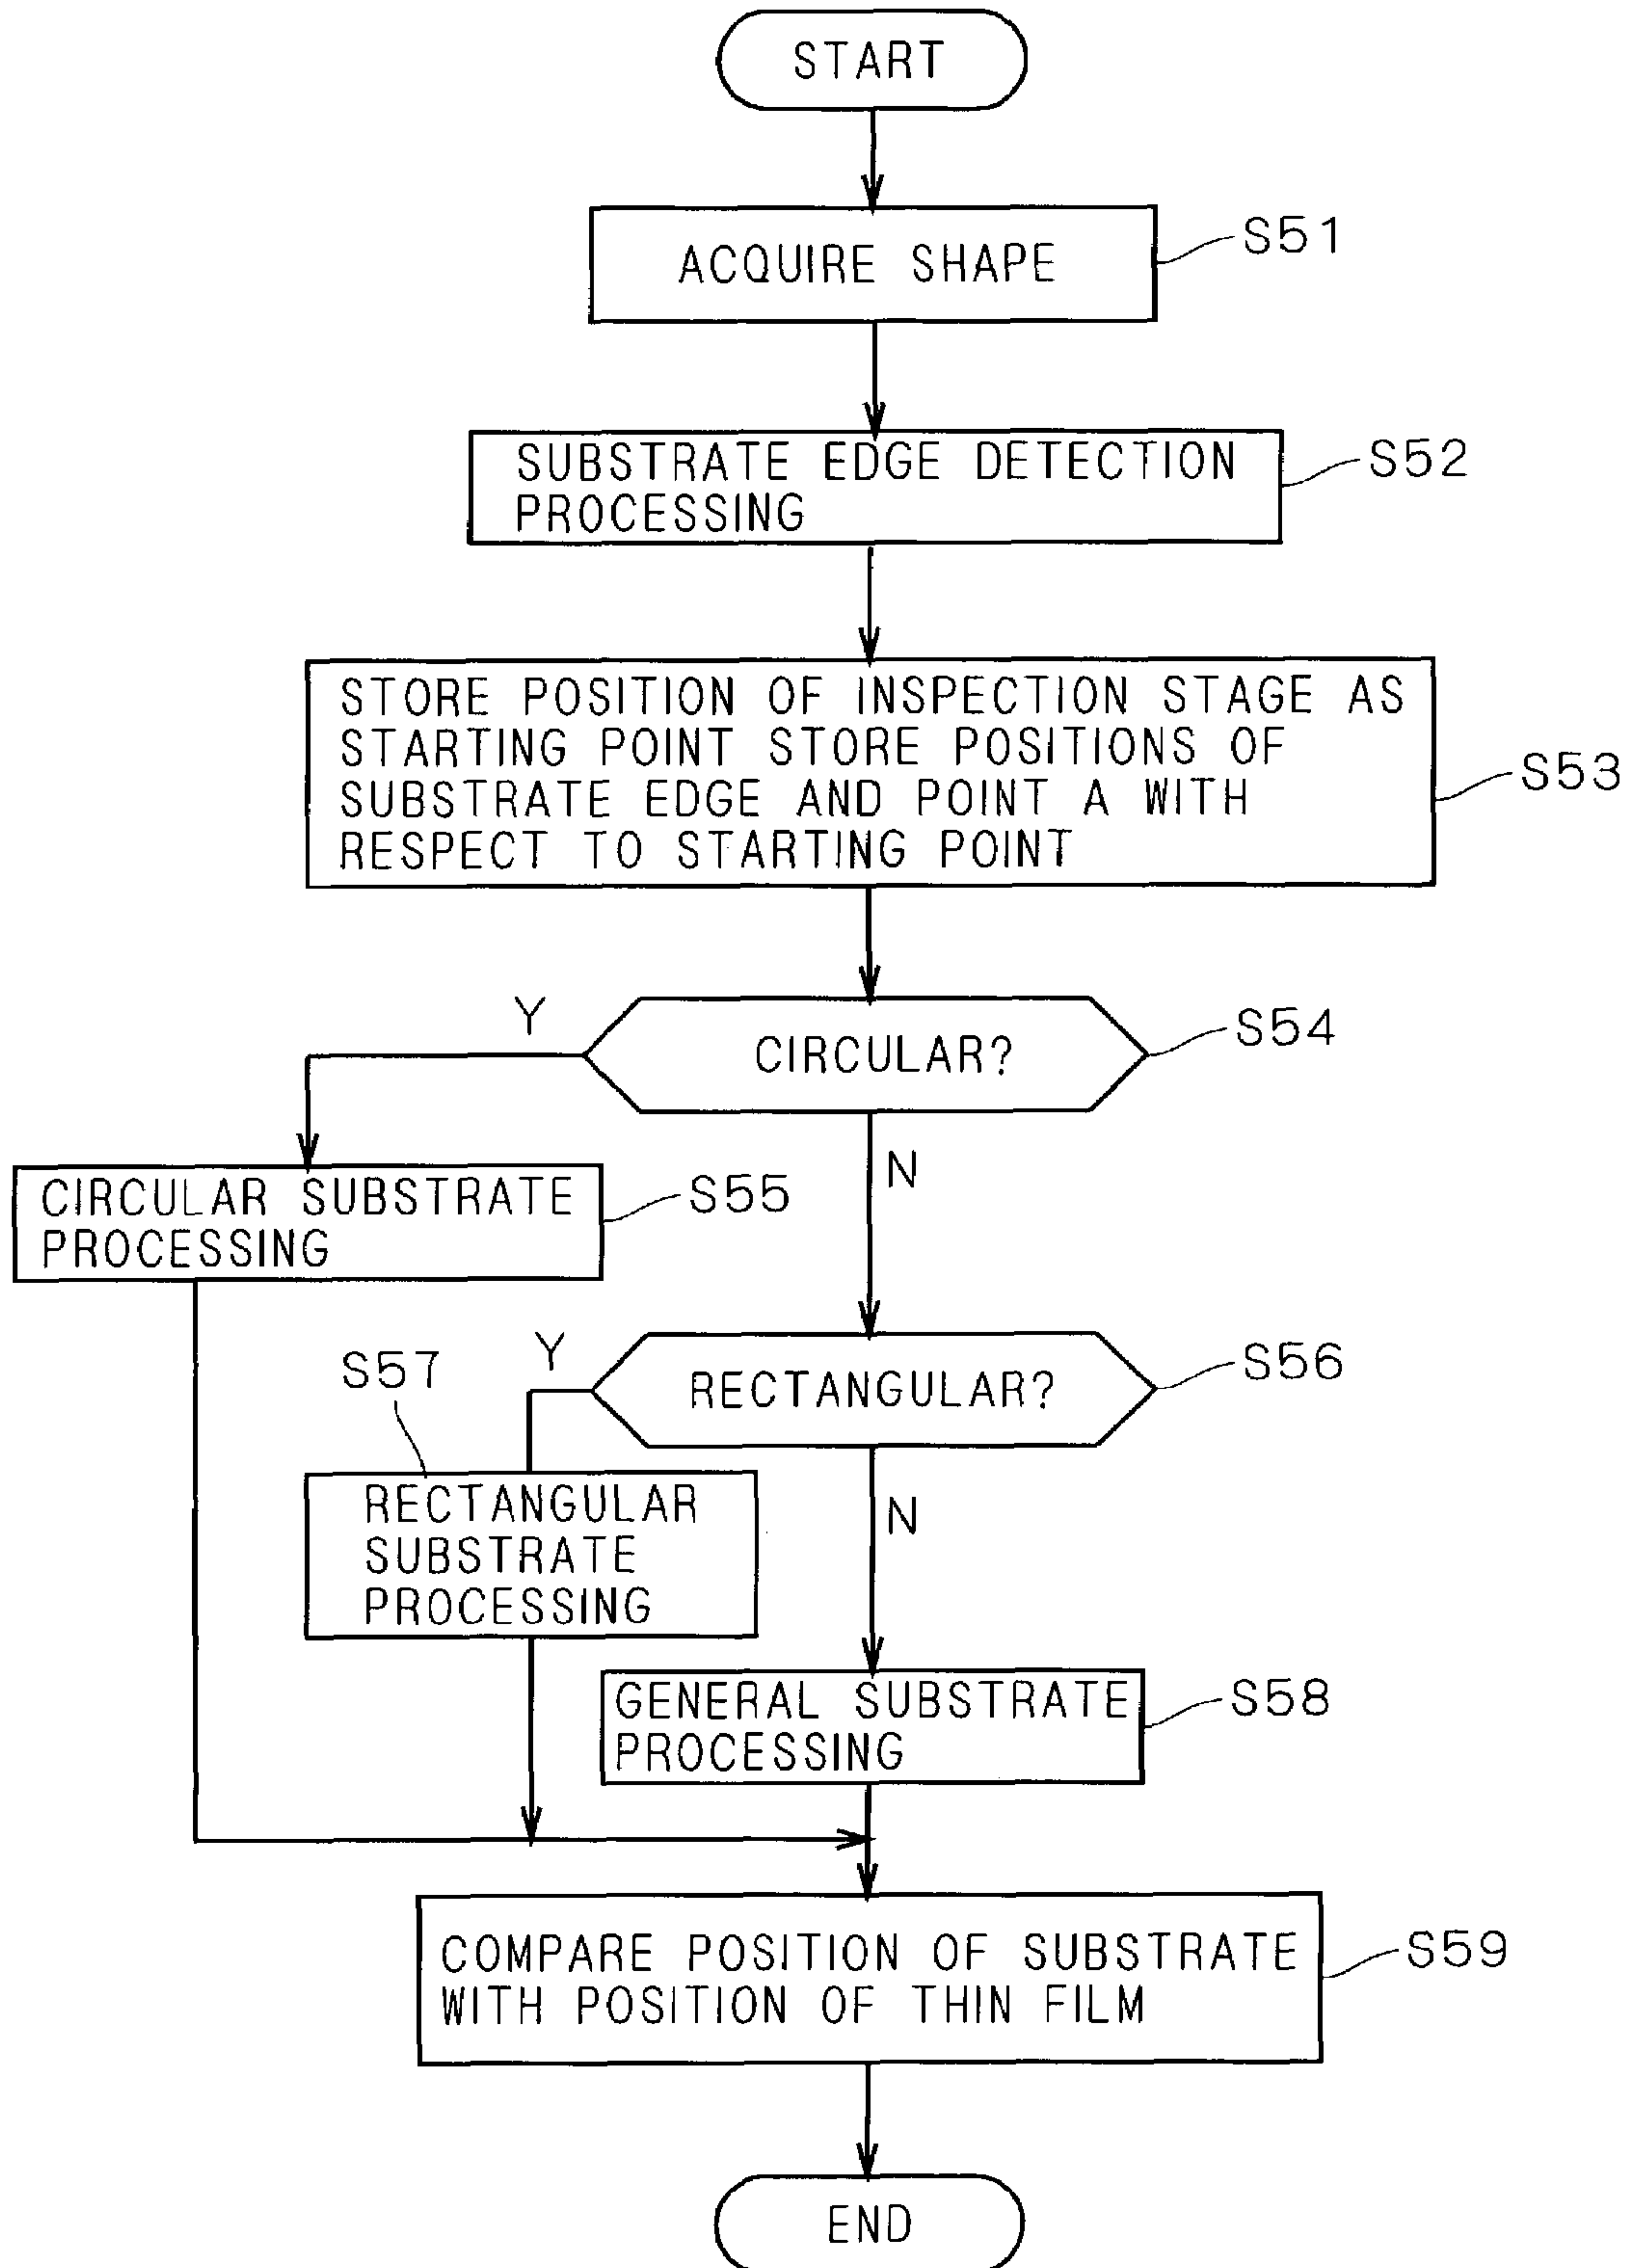 START
ACQUIRE SHAPE
S51
SUBSTRATE EDGE DETECTION
PROCESSING
S52
STORE POSITION OF INSPECTION STAGE AS
STARTING POINT STORE POSITIONS OF
SUBSTRATE EDGE AND POINT A WITH
RESPECT TO STARTING POINT
S53
Y
CIRCULAR?
S54
N
CIRCULAR SUBSTRATE
PROCESSING
S55
Y
RECTANGULAR?
S56
S57
N
RECTANGULAR
SUBSTRATE
PROCESSING
GENERAL SUBSTRATE
PROCESSING
S58
COMPARE POSITION OF SUBSTRATE
WITH POSITION OF THIN FILM
S59
END